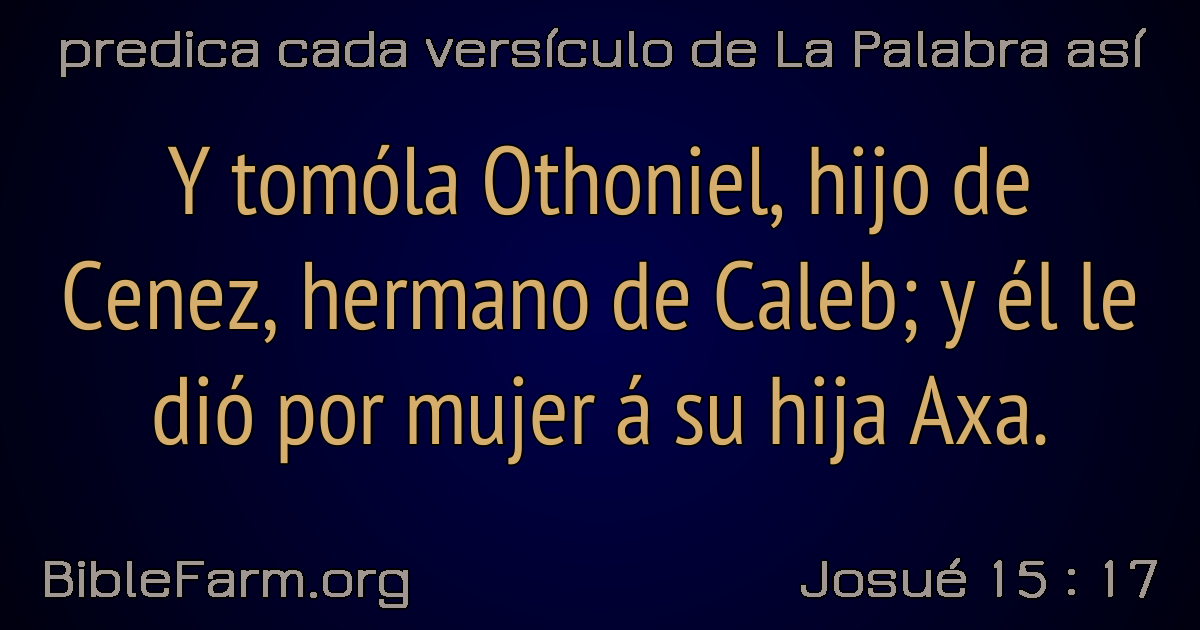 predica cada versículo de La Palabra así
Y tomóla Othoniel, hijo de
Cenez, hermano de Caleb; y él le
dió por mujer á su hija Axa.
BibleFarm.org
Josué 15 : 17